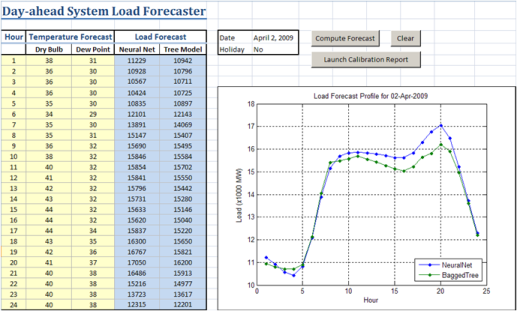 Day-ahead System Load Forecaster
Hour Temperature Forecast Load Forecast
Dry Bulb Dew Point Neural Net Tree Model
1 38 31 11229 10942
2 36 30 10928 10796
3 36 30 10567 10711
4 36 30 10424 10725
5 35 30 10835 10897
6 34 29 12101 12143
7 35 30 13891 14069
8 35 31 15147 15407
9 36 32 15690 15495
10 38 32 15846 15584
11 40 32 15854 15702
12 41 32 15841 15550
13 42 32 15796 15442
14 43 32 15731 15280
15 44 32 15633 15146
16 44 32 15620 15040
17 44 34 15837 15220
18 43 35 16300 15650
19 42 36 16767 15821
20 41 37 17050 16200
21 40 38 16486 15913
22 40 38 15216 14977
23 40 38 13723 13617
24 40 38 12315 12201
Date April 2, 2009
Holiday No
Compute Forecast Clear
Launch Calibration Report
Load Forecast Profile for 02-Apr-2009
18
17
16
15
14
13
12
11
10
Load (x1000 MW)
0 5 10 15 20 25
Hour
NeuralNet
BaggedTree